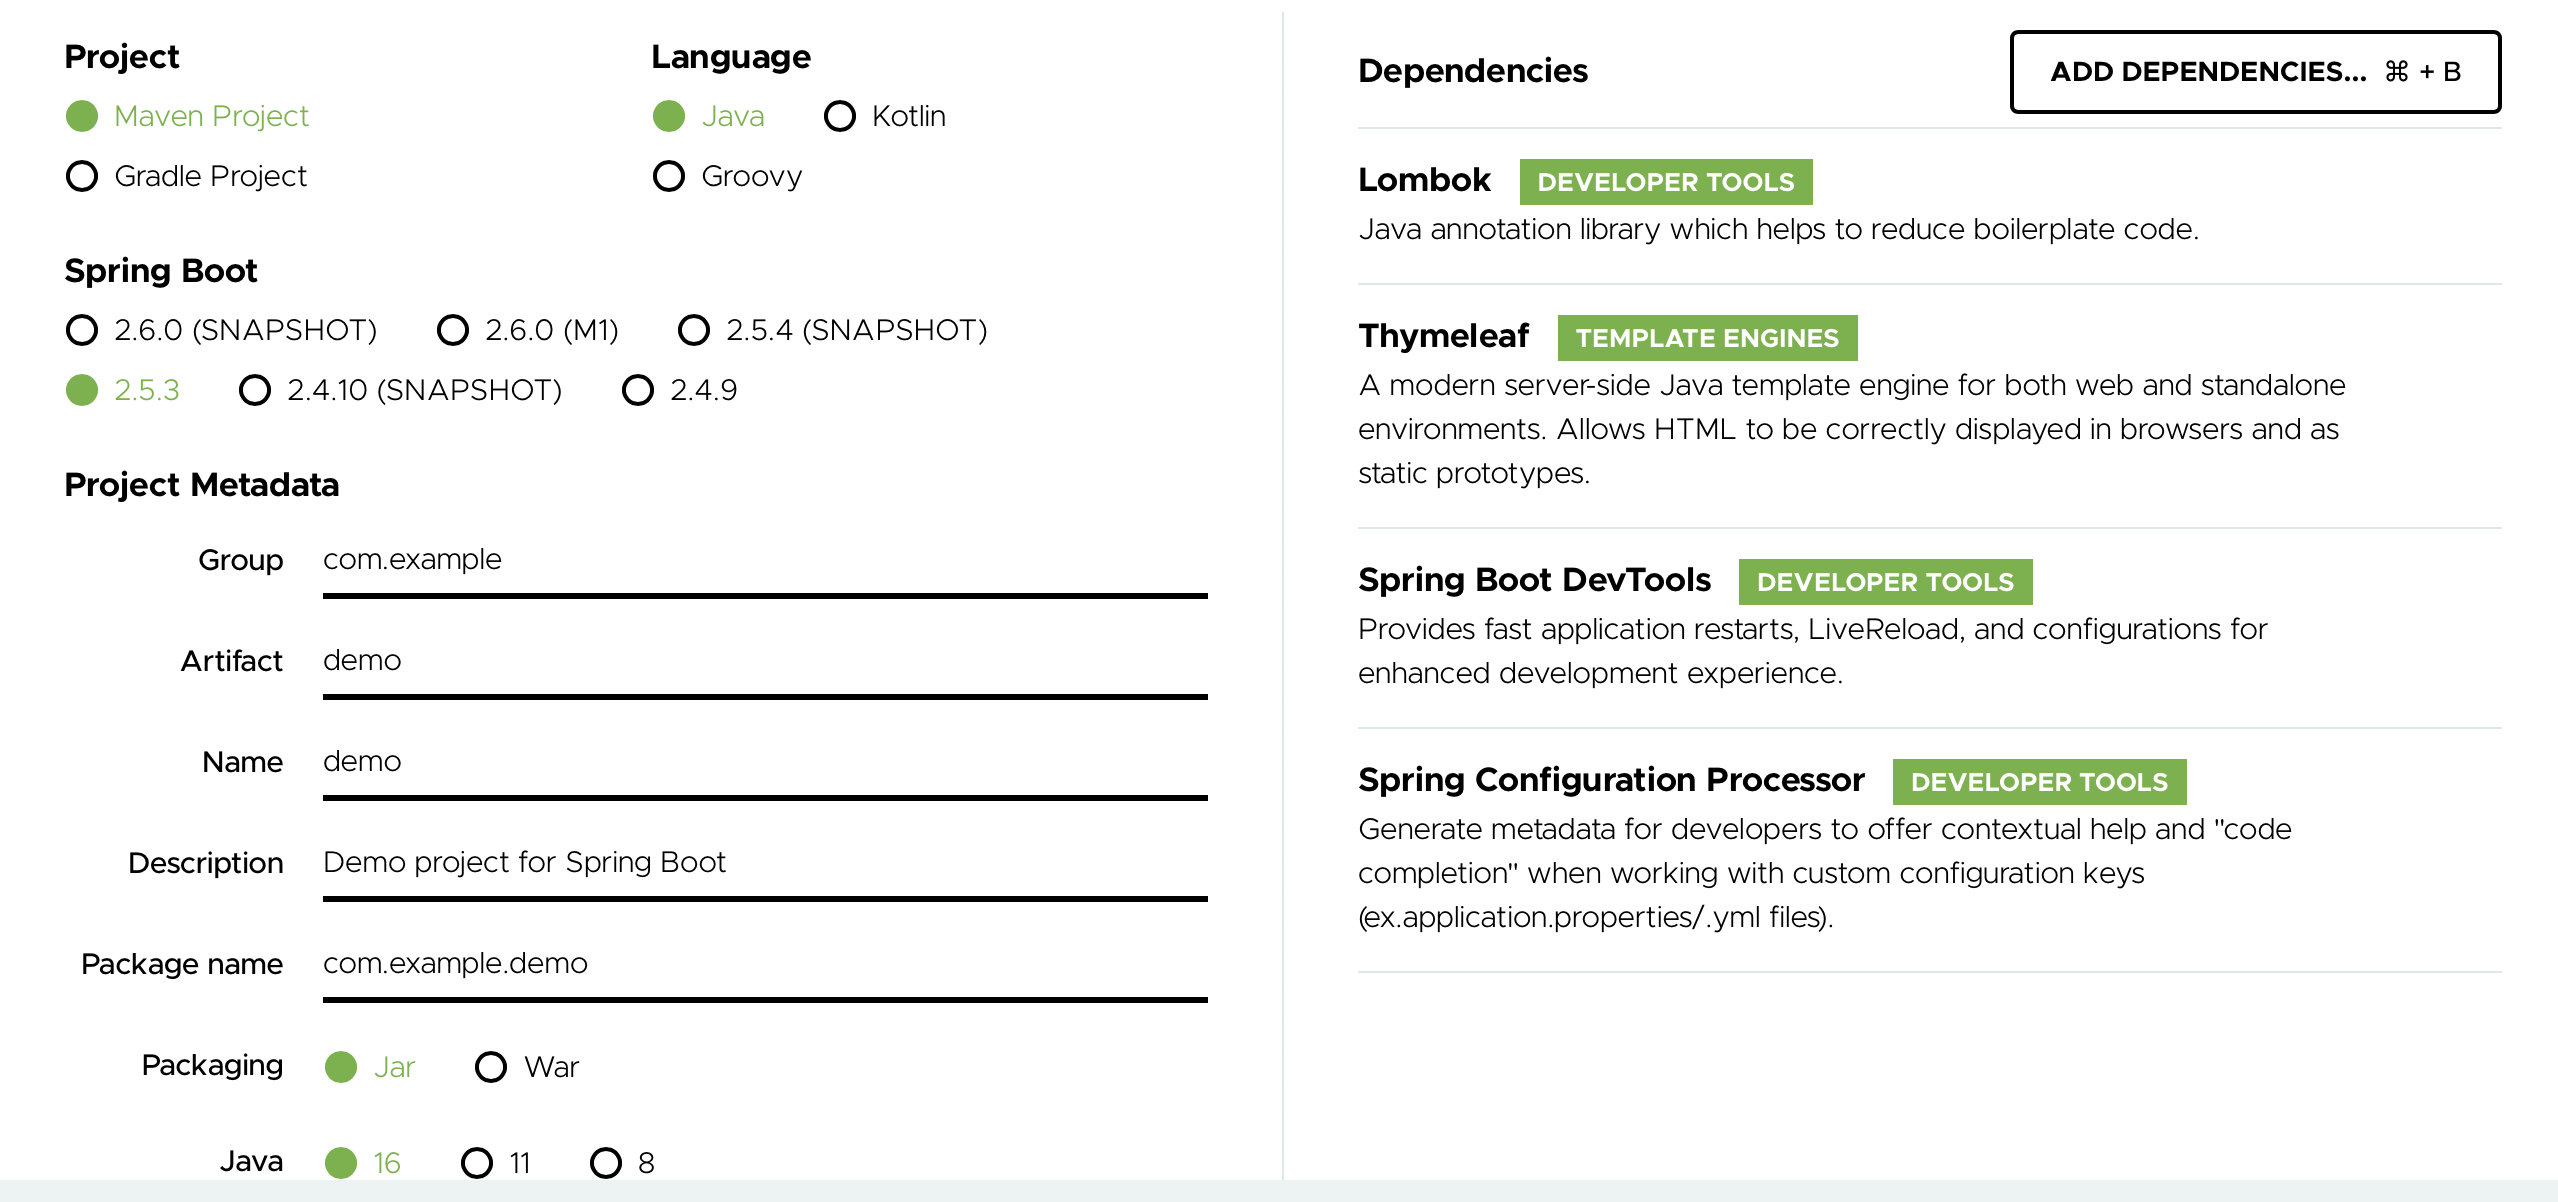 Project
Maven Project
Gradle Project
Language
Java Kotlin
Groovy
Spring Boot
2.6.0 (SNAPSHOT) 2.6.0 (M1) 2.5.4 (SNAPSHOT)
2.5.3 2.4.10 (SNAPSHOT) 2.4.9
Project Metadata
Group com.example
Artifact demo
Name demo
Description Demo project for Spring Boot
Package name com.example.demo
Packaging Jar War
Java 16 11 8
Dependencies
ADD DEPENDENCIES... ⌘ + B
Lombok DEVELOPER TOOLS
Java annotation library which helps to reduce boilerplate code.
Thymeleaf TEMPLATE ENGINES
A modern server-side Java template engine for both web and standalone
environments. Allows HTML to be correctly displayed in browsers and as
static prototypes.
Spring Boot DevTools DEVELOPER TOOLS
Provides fast application restarts, LiveReload, and configurations for
enhanced development experience.
Spring Configuration Processor DEVELOPER TOOLS
Generate metadata for developers to offer contextual help and "code
completion" when working with custom configuration keys
(ex.application.properties/.yml files).